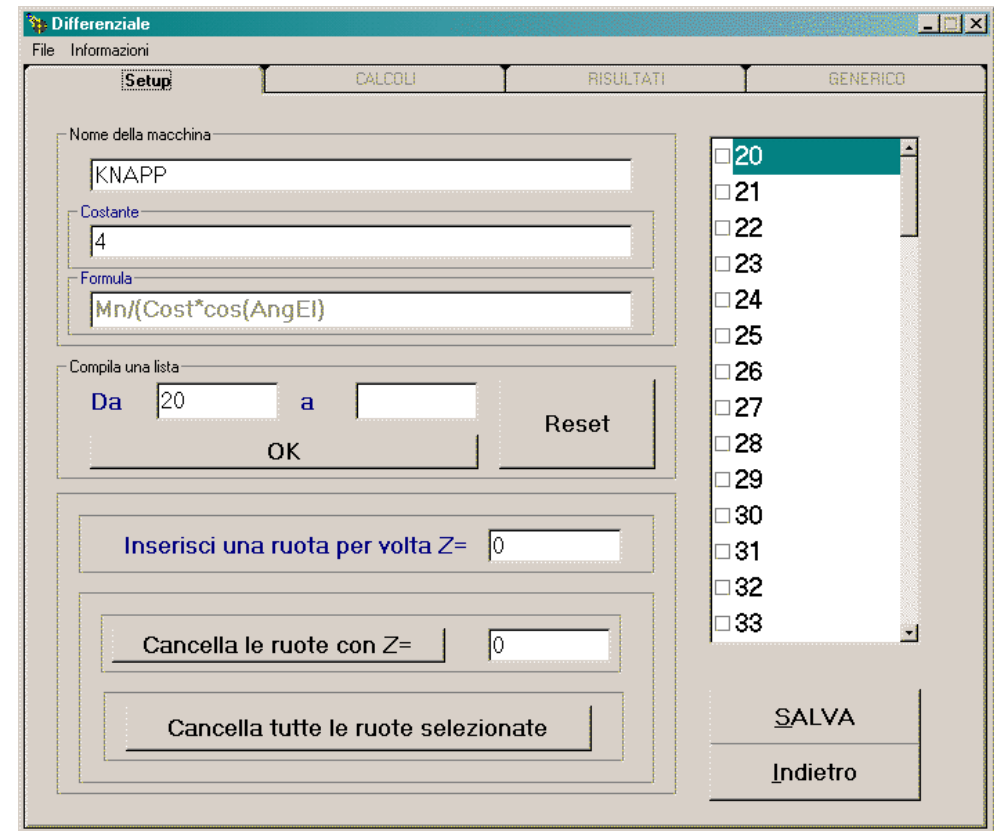 Differenziale
File Informazioni
Setup CALCOLI RISULTATI GENERICO
Nome della macchina
KNAPP
Costante
4
Formula
Mn/(Cost*cos(AngEl)
Compila una lista
Da 20 a
OK
Reset
Inserisci una ruota per volta Z= 0
Cancella le ruote con Z= 0
Cancella tutte le ruote selezionate
20
21
22
23
24
25
26
27
28
29
30
31
32
33
SALVA
Indietro